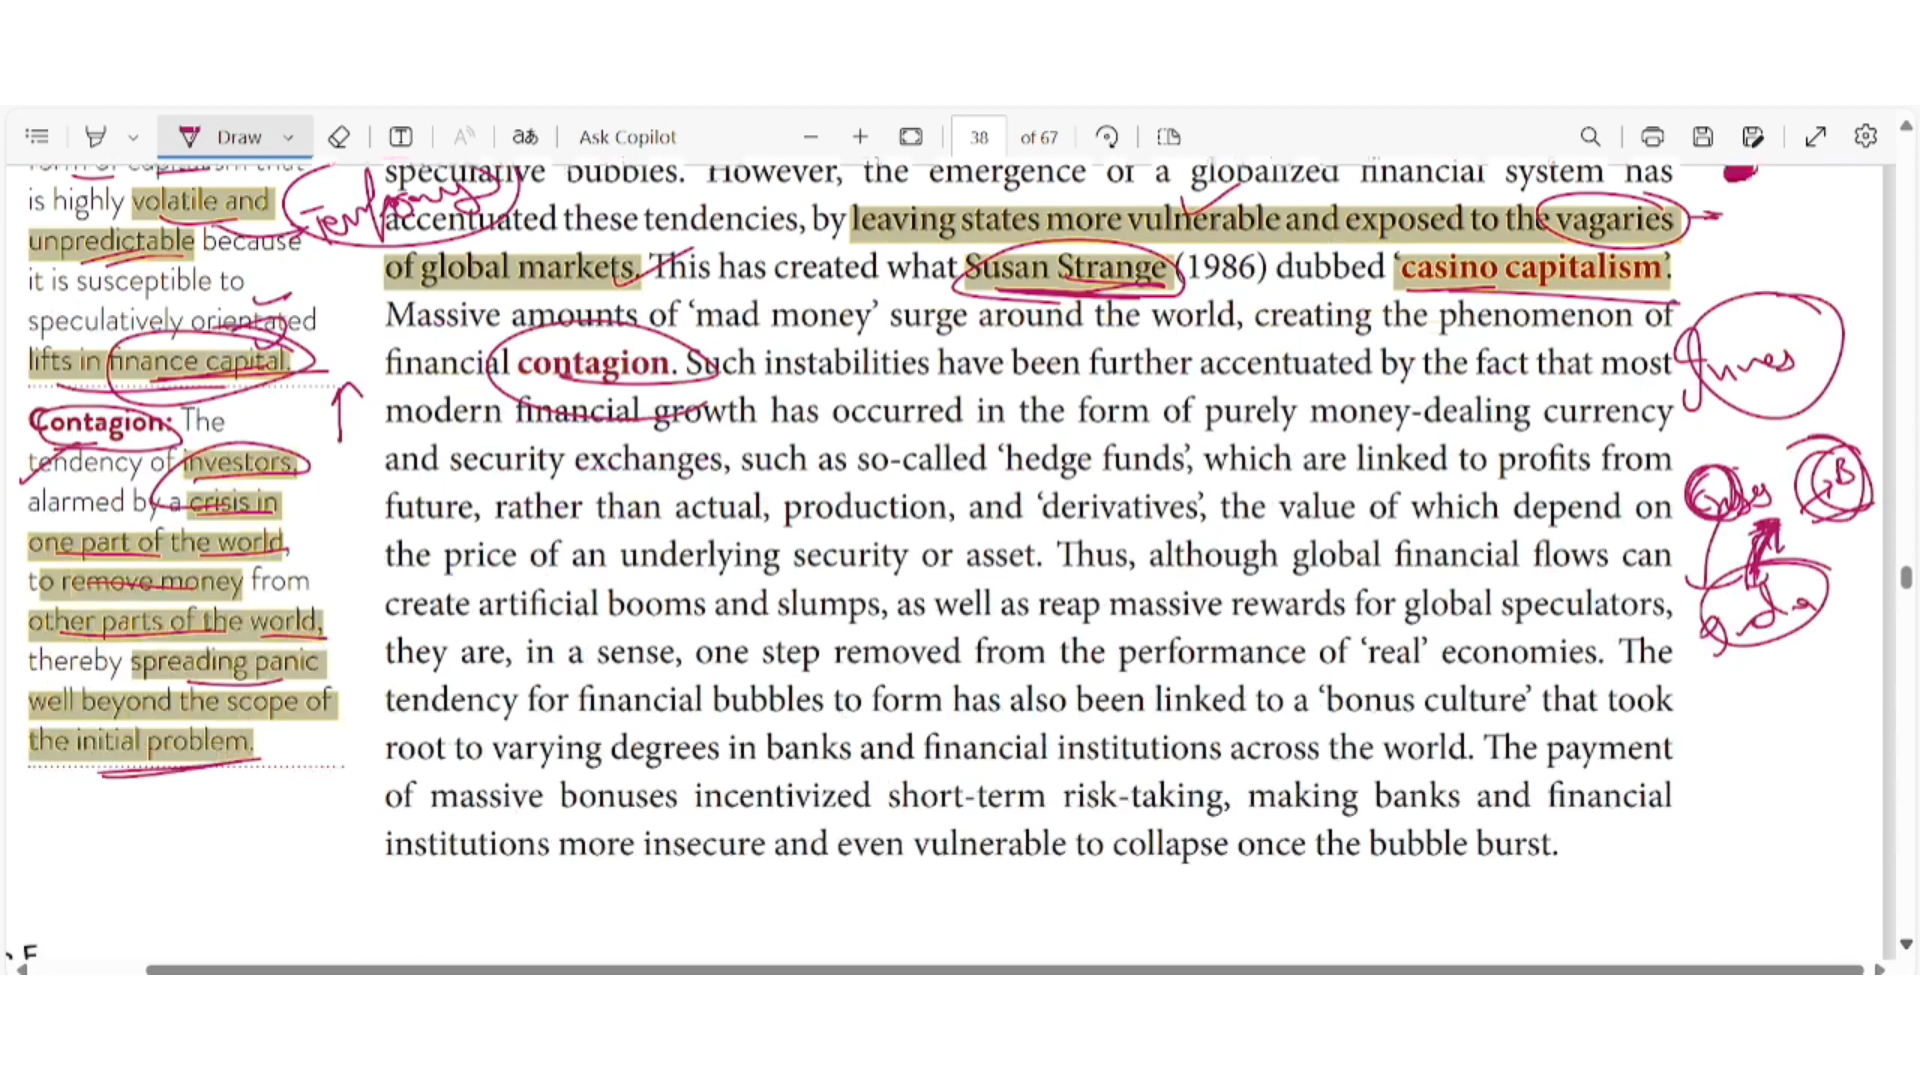 Draw
Ask Copilot
38
of 67
is highly volatile and
unpredictable because
it is susceptible to
speculatively orientated
lifts in finance capital.
Contagion: The
tendency of investors,
alarmed by a crisis in
one part of the world,
to remove money from
other parts of the world,
thereby spreading panic
well beyond the scope of
the initial problem.
speculative bubbles. However, the emergence of a globalized financial system has
accentuated these tendencies, by leaving states more vulnerable and exposed to the vagaries
of global markets. This has created what Susan Strange (1986) dubbed ‘casino capitalism’.
Massive amounts of ‘mad money’ surge around the world, creating the phenomenon of
financial contagion. Such instabilities have been further accentuated by the fact that most
modern financial growth has occurred in the form of purely money-dealing currency
and security exchanges, such as so-called ‘hedge funds’, which are linked to profits from
future, rather than actual, production, and ‘derivatives’, the value of which depend on
the price of an underlying security or asset. Thus, although global financial flows can
create artificial booms and slumps, as well as reap massive rewards for global speculators,
they are, in a sense, one step removed from the performance of ‘real’ economies. The
tendency for financial bubbles to form has also been linked to a ‘bonus culture’ that took
root to varying degrees in banks and financial institutions across the world. The payment
of massive bonuses incentivized short-term risk-taking, making banks and financial
institutions more insecure and even vulnerable to collapse once the bubble burst.